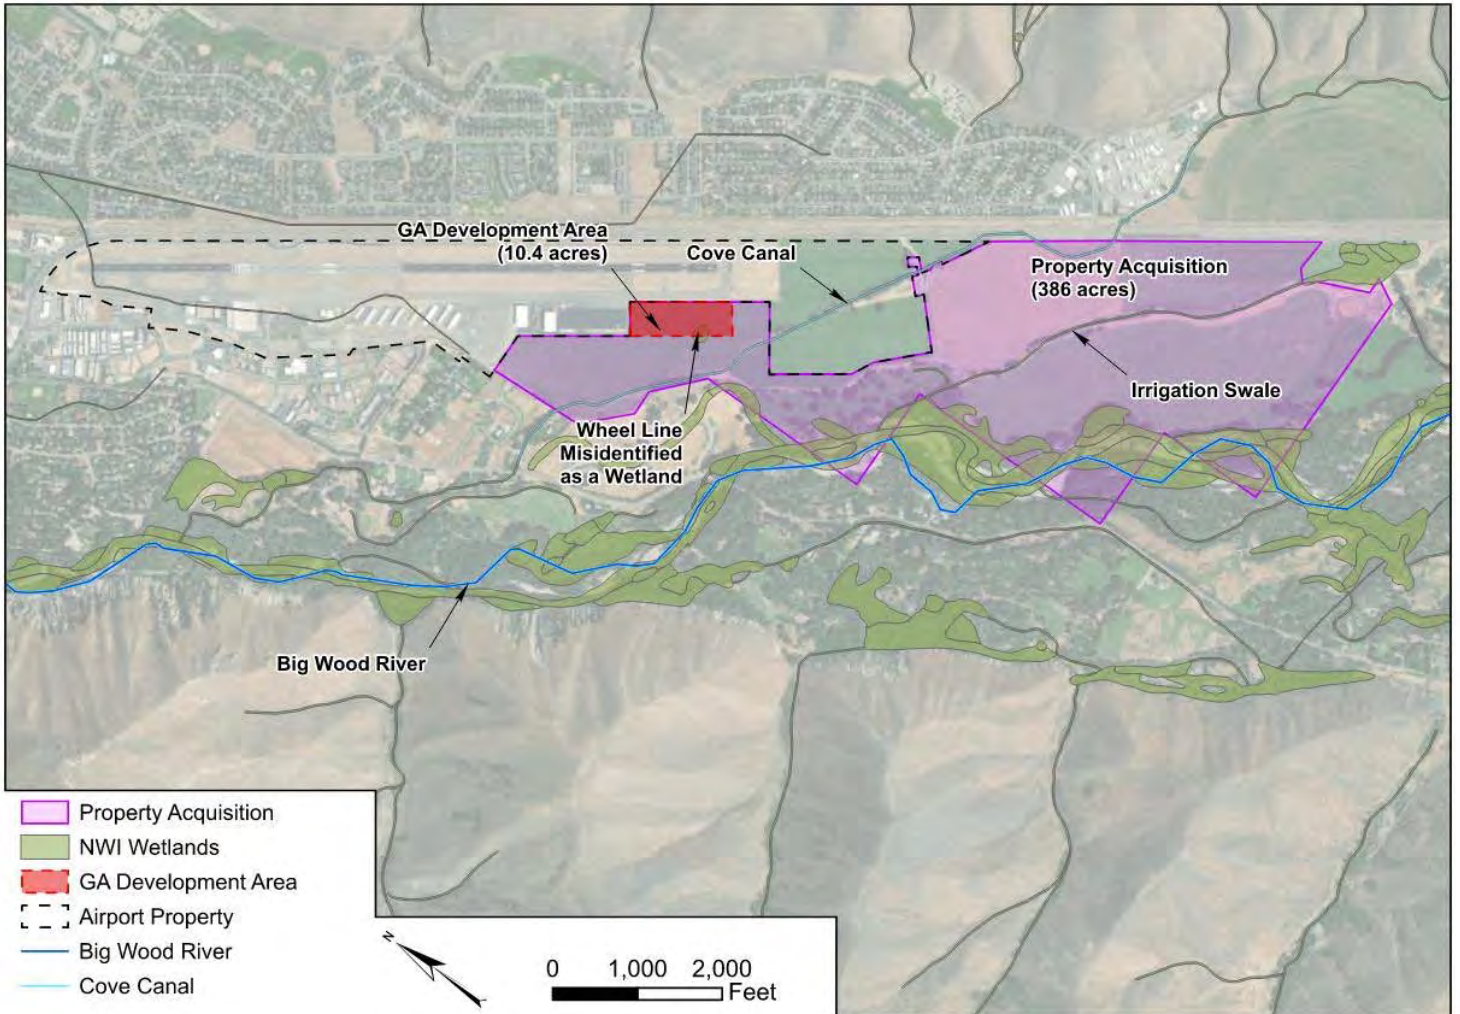 GA Development Area
(10.4 acres)
Cove Canal
Property Acquisition
(386 acres)
Irrigation Swale
Wheel Line
Misidentified
as a Wetland
Big Wood River
Property Acquisition
NWI Wetlands
GA Development Area
Airport Property
Big Wood River
Cove Canal
N
0 1,000 2,000
Feet